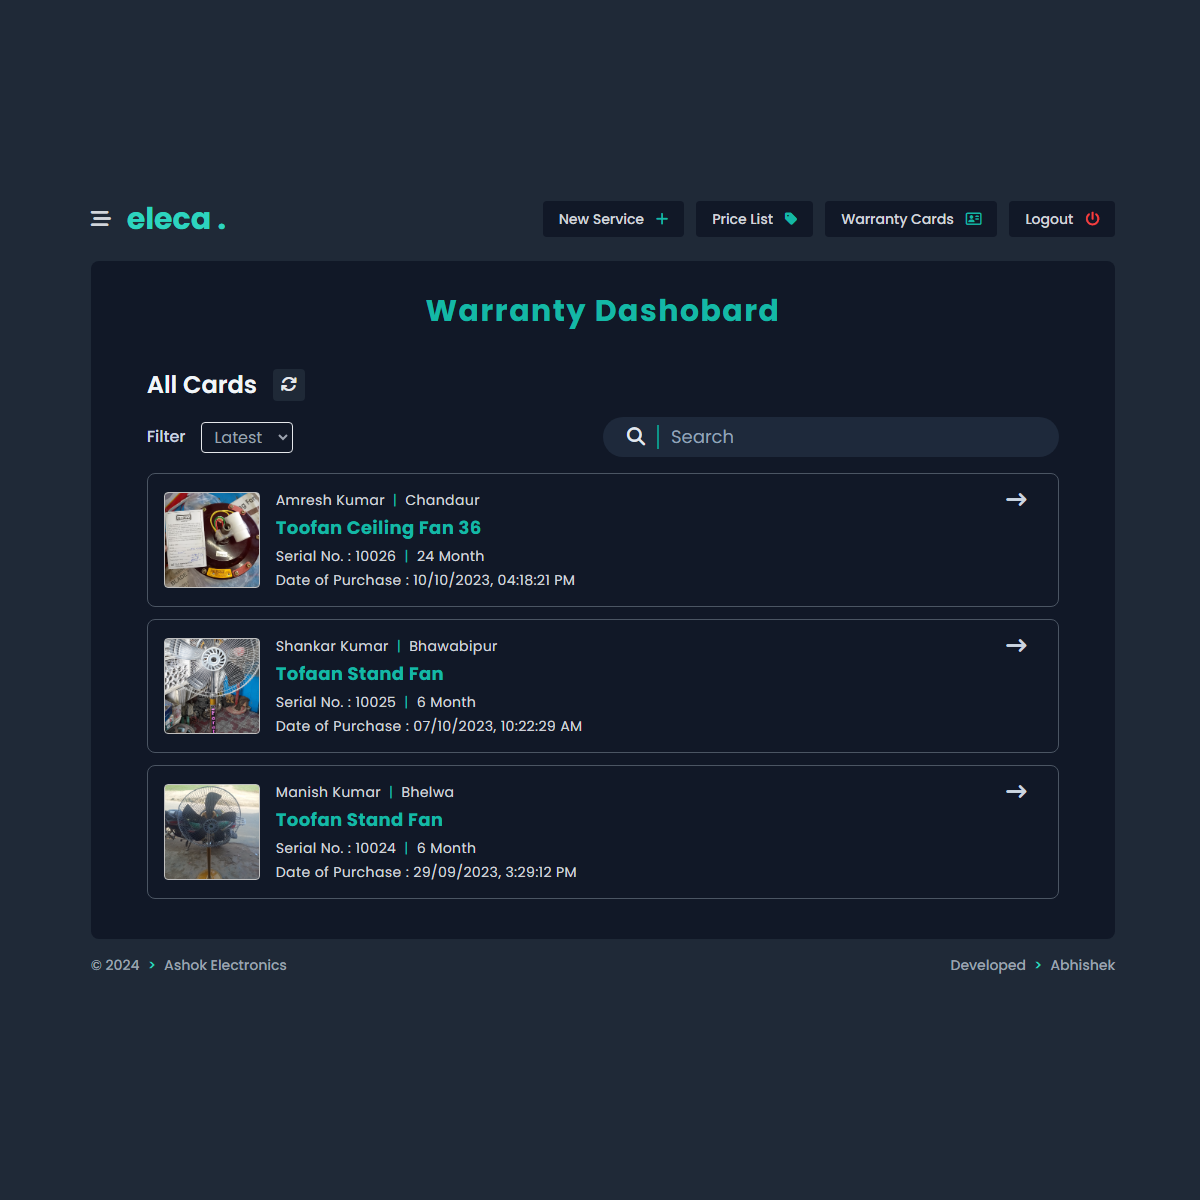 eleca .
New Service
Price List
Warranty Cards
Logout
Warranty Dashobard
All Cards
Filter
Latest
Search
Amresh Kumar | Chandaur
Toofan Ceiling Fan 36
Serial No. : 10026 | 24 Month
Date of Purchase : 10/10/2023, 04:18:21 PM
Shankar Kumar | Bhawabipur
Tofaan Stand Fan
Serial No. : 10025 | 6 Month
Date of Purchase : 07/10/2023, 10:22:29 AM
Manish Kumar | Bhelwa
Toofan Stand Fan
Serial No. : 10024 | 6 Month
Date of Purchase : 29/09/2023, 3:29:12 PM
© 2024 > Ashok Electronics
Developed > Abhishek